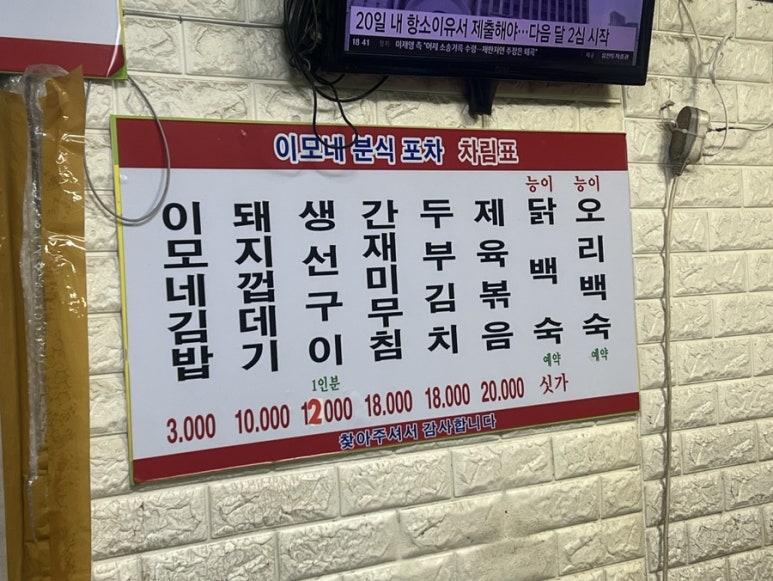 20일 내 항소이유서 제출해야…다음 달 2심 시작
18 41
이모내 분식 포차 차림표
이모네김밥 3.000
돼지껍데기 10.000
생선구이 1인분 12000
간재미무침 18.000
두부김치 18.000
제육볶음 20.000
능이 닭백숙 예약 싯가
능이 오리백숙 예약
찾아주셔서 감사합니다